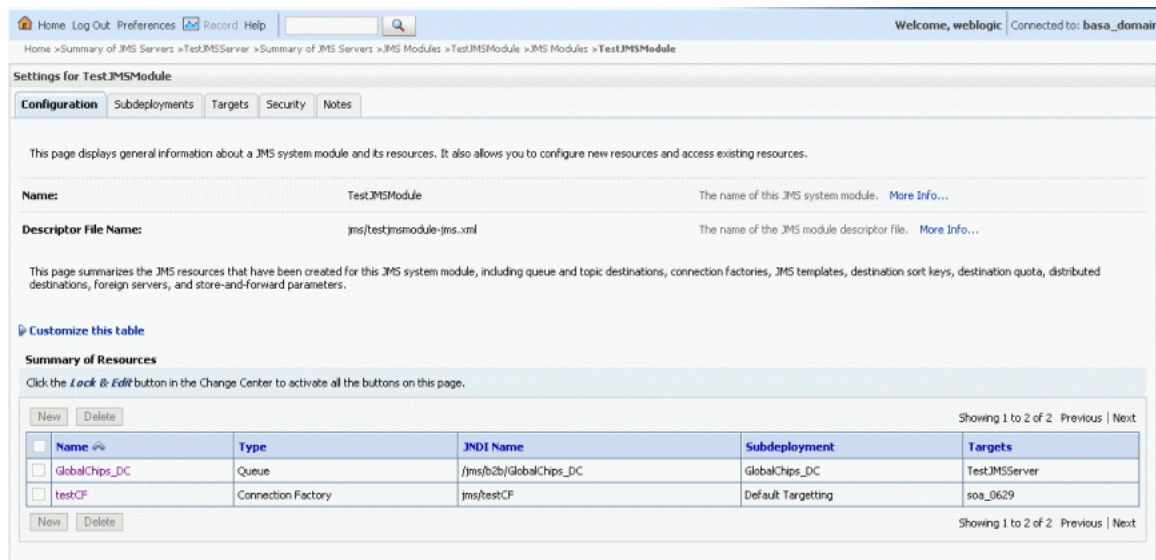 Home Log Out Preferences Record Help
Welcome, weblogic Connected to: basa_domain
Home >Summary of JMS Servers >TestJMSServer >Summary of JMS Servers >JMS Modules >TestJMSModule >JMS Modules >TestJMSModule
Settings for TestJMSModule
Configuration Subdeployments Targets Security Notes
This page displays general information about a JMS system module and its resources. It also allows you to configure new resources and access existing resources.
Name: TestJMSModule The name of this JMS system module. More Info...
Descriptor File Name: jms/testjmsmodule-jms.xml The name of the JMS module descriptor file. More Info...
This page summarizes the JMS resources that have been created for this JMS system module, including queue and topic destinations, connection factories, JMS templates, destination sort keys, destination quota, distributed
destinations, foreign servers, and store-and-forward parameters.
Customize this table
Summary of Resources
Click the Lock & Edit button in the Change Center to activate all the buttons on this page.
New Delete Showing 1 to 2 of 2 Previous | Next
Name Type JNDI Name Subdeployment Targets
GlobalChips_DC Queue /jms/b2b/GlobalChips_DC GlobalChips_DC TestJMSServer
testCF Connection Factory jms/testCF Default Targetting soa_0629
New Delete Showing 1 to 2 of 2 Previous | Next